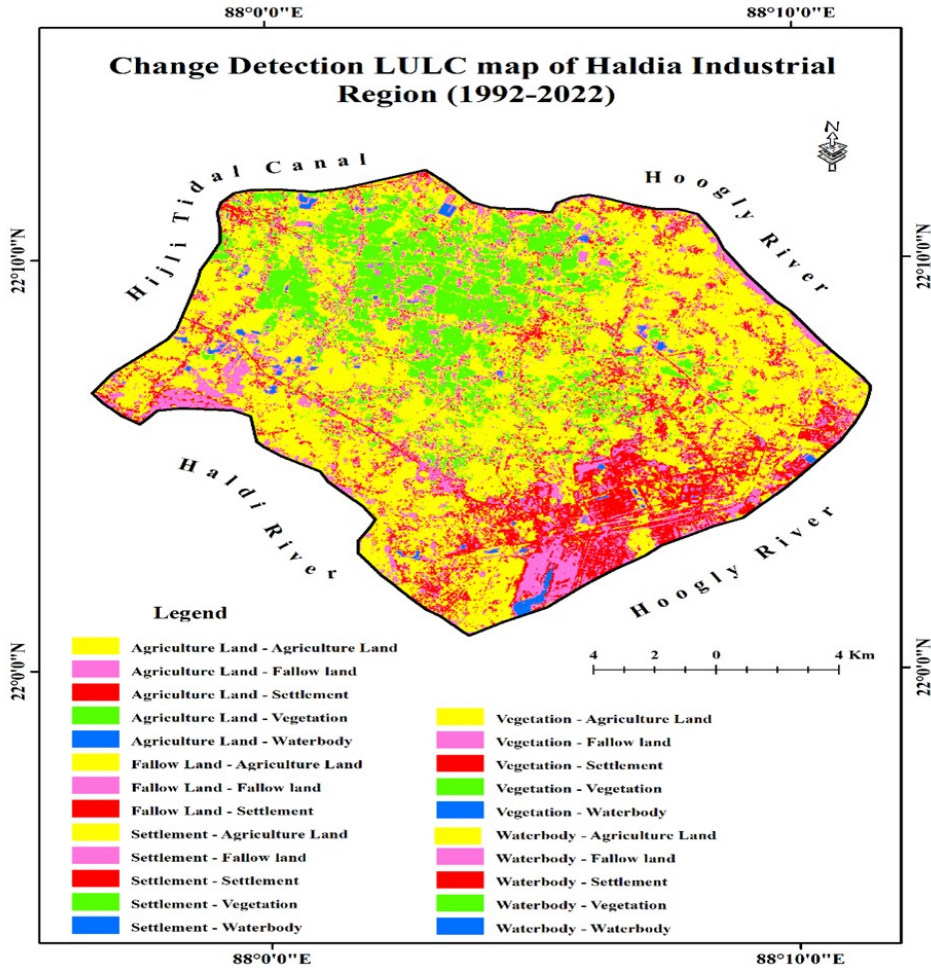 88°0'0"E
88°10'0"E
Change Detection LULC map of Haldia Industrial
Region (1992-2022)
N
Hijli Tidal Canal
Hoogly River
22°10'0"N
22°10'0"N
Haldi River
Hoogly River
22°0'0"N
22°0'0"N
4 2 0 4 Km
Legend
Agriculture Land - Agriculture Land
Agriculture Land - Fallow land
Agriculture Land - Settlement
Agriculture Land - Vegetation
Agriculture Land - Waterbody
Fallow Land - Agriculture Land
Fallow Land - Fallow land
Fallow Land - Settlement
Settlement - Agriculture Land
Settlement - Fallow land
Settlement - Settlement
Settlement - Vegetation
Settlement - Waterbody
Vegetation - Agriculture Land
Vegetation - Fallow land
Vegetation - Settlement
Vegetation - Vegetation
Vegetation - Waterbody
Waterbody - Agriculture Land
Waterbody - Fallow land
Waterbody - Settlement
Waterbody - Vegetation
Waterbody - Waterbody
88°0'0"E
88°10'0"E